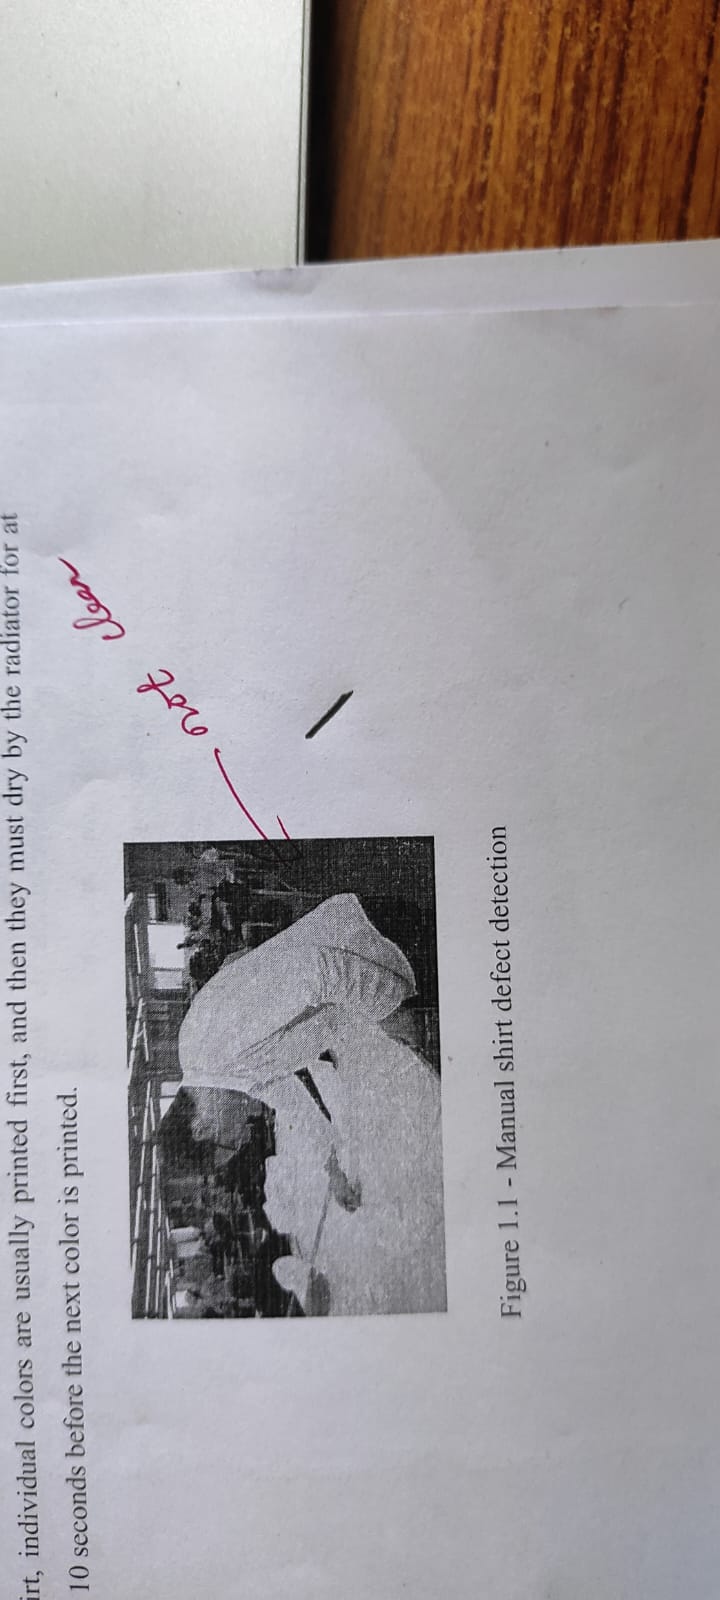 irt, individual colors are usually printed first, and then they must dry by the radiator for at
10 seconds before the next color is printed.
not clear
Figure 1.1 - Manual shirt defect detection